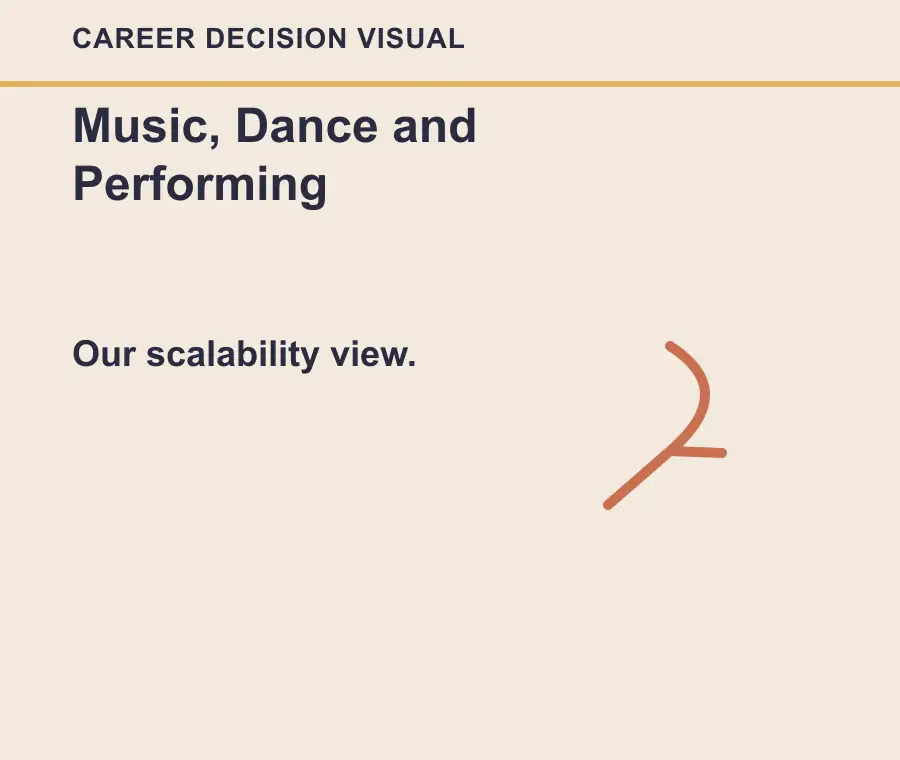 CAREER DECISION VISUAL
Music, Dance and
Performing
Our scalability view.